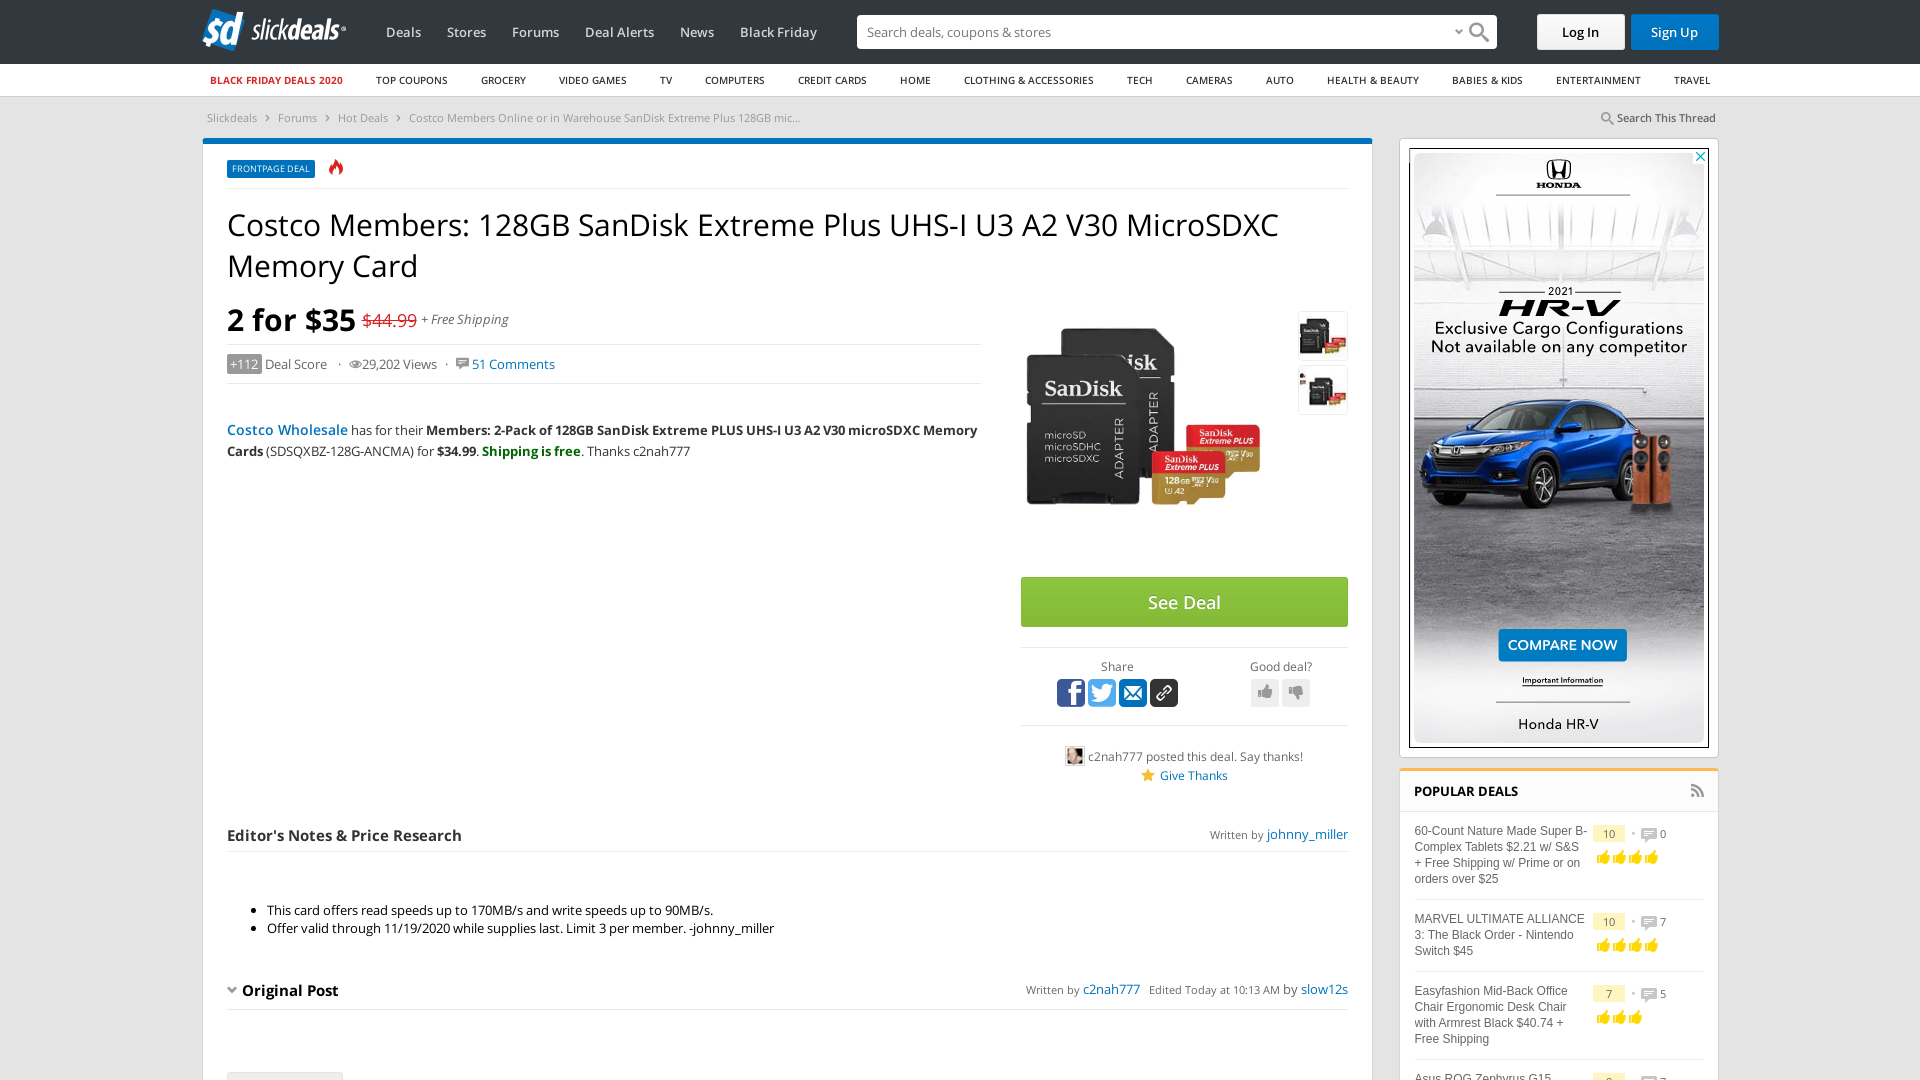 sd slickdeals
Deals Stores Forums Deal Alerts News Black Friday
Search deals, coupons & stores
Log In
Sign Up
BLACK FRIDAY DEALS 2020 TOP COUPONS GROCERY VIDEO GAMES TV COMPUTERS CREDIT CARDS HOME CLOTHING & ACCESSORIES TECH CAMERAS AUTO HEALTH & BEAUTY BABIES & KIDS ENTERTAINMENT TRAVEL
Slickdeals › Forums › Hot Deals › Costco Members Online or in Warehouse SanDisk Extreme Plus 128GB mic...
Search This Thread
FRONTPAGE DEAL
Costco Members: 128GB SanDisk Extreme Plus UHS-I U3 A2 V30 MicroSDXC
Memory Card
2 for $35 $44.99 + Free Shipping
+112 Deal Score · 29,202 Views · 51 Comments
Costco Wholesale has for their Members: 2-Pack of 128GB SanDisk Extreme PLUS UHS-I U3 A2 V30 microSDXC Memory
Cards (SDSQXBZ-128G-ANCMA) for $34.99. Shipping is free. Thanks c2nah777
SanDisk
microSD
microSDHC
microSDXC
ADAPTER
ADAPTER
SanDisk
Extreme PLUS
SanDisk
Extreme PLUS
128GB
A2
See Deal
Share
Good deal?
c2nah777 posted this deal. Say thanks!
Give Thanks
Editor's Notes & Price Research
Written by johnny_miller
• This card offers read speeds up to 170MB/s and write speeds up to 90MB/s.
• Offer valid through 11/19/2020 while supplies last. Limit 3 per member. -johnny_miller
Original Post
Written by c2nah777 Edited Today at 10:13 AM by slow12s
HONDA
2021
HR-V
Exclusive Cargo Configurations
Not available on any competitor
COMPARE NOW
Important Information
Honda HR-V
POPULAR DEALS
60-Count Nature Made Super B-
Complex Tablets $2.21 w/ S&S
+ Free Shipping w/ Prime or on
orders over $25
10 • 0
MARVEL ULTIMATE ALLIANCE
3: The Black Order - Nintendo
Switch $45
10 • 7
Easyfashion Mid-Back Office
Chair Ergonomic Desk Chair
with Armrest Black $40.74 +
Free Shipping
7 • 5
Asus ROG Zephyrus G15